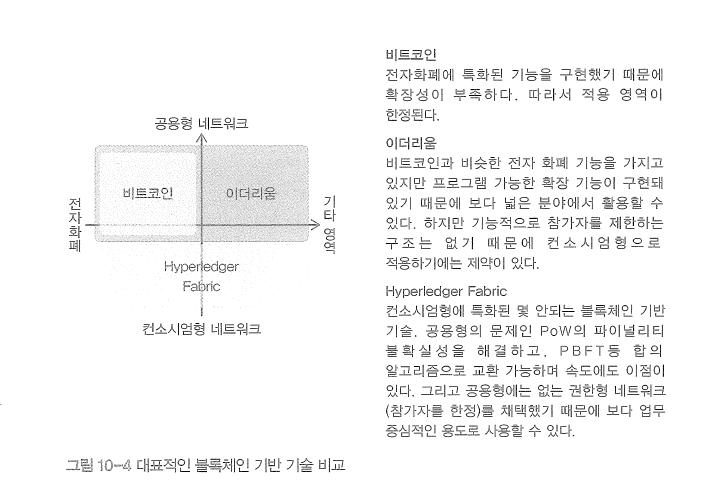 공용형 네트워크
비트코인
이더리움
전자화폐
기타 영역
Hyperledger
Fabric
컨소시엄형 네트워크
비트코인
전자화폐에 특화된 기능을 구현했기 때문에
확장성이 부족하다. 따라서 적용 영역이
한정된다.
이더리움
비트코인과 비슷한 전자 화폐 기능을 가지고
있지만 프로그램 가능한 확장 기능이 구현돼
있기 때문에 보다 넓은 분야에서 활용할 수
있다. 하지만 기능적으로 참가자를 제한하는
구조는 없기 때문에 컨소시엄형으로
적용하기에는 제약이 있다.
Hyperledger Fabric
컨소시엄형에 특화된 몇 안되는 블록체인 기반
기술. 공용형의 문제인 PoW의 파이널리티
불확실성을 해결하고, PBFT등 합의
알고리즘으로 교환 가능하며 속도에도 이점이
있다. 그리고 공용형에는 없는 권한형 네트워크
(참가자를 한정)를 채택했기 때문에 보다 업무
중심적인 용도로 사용할 수 있다.
그림 10-4 대표적인 블록체인 기반 기술 비교